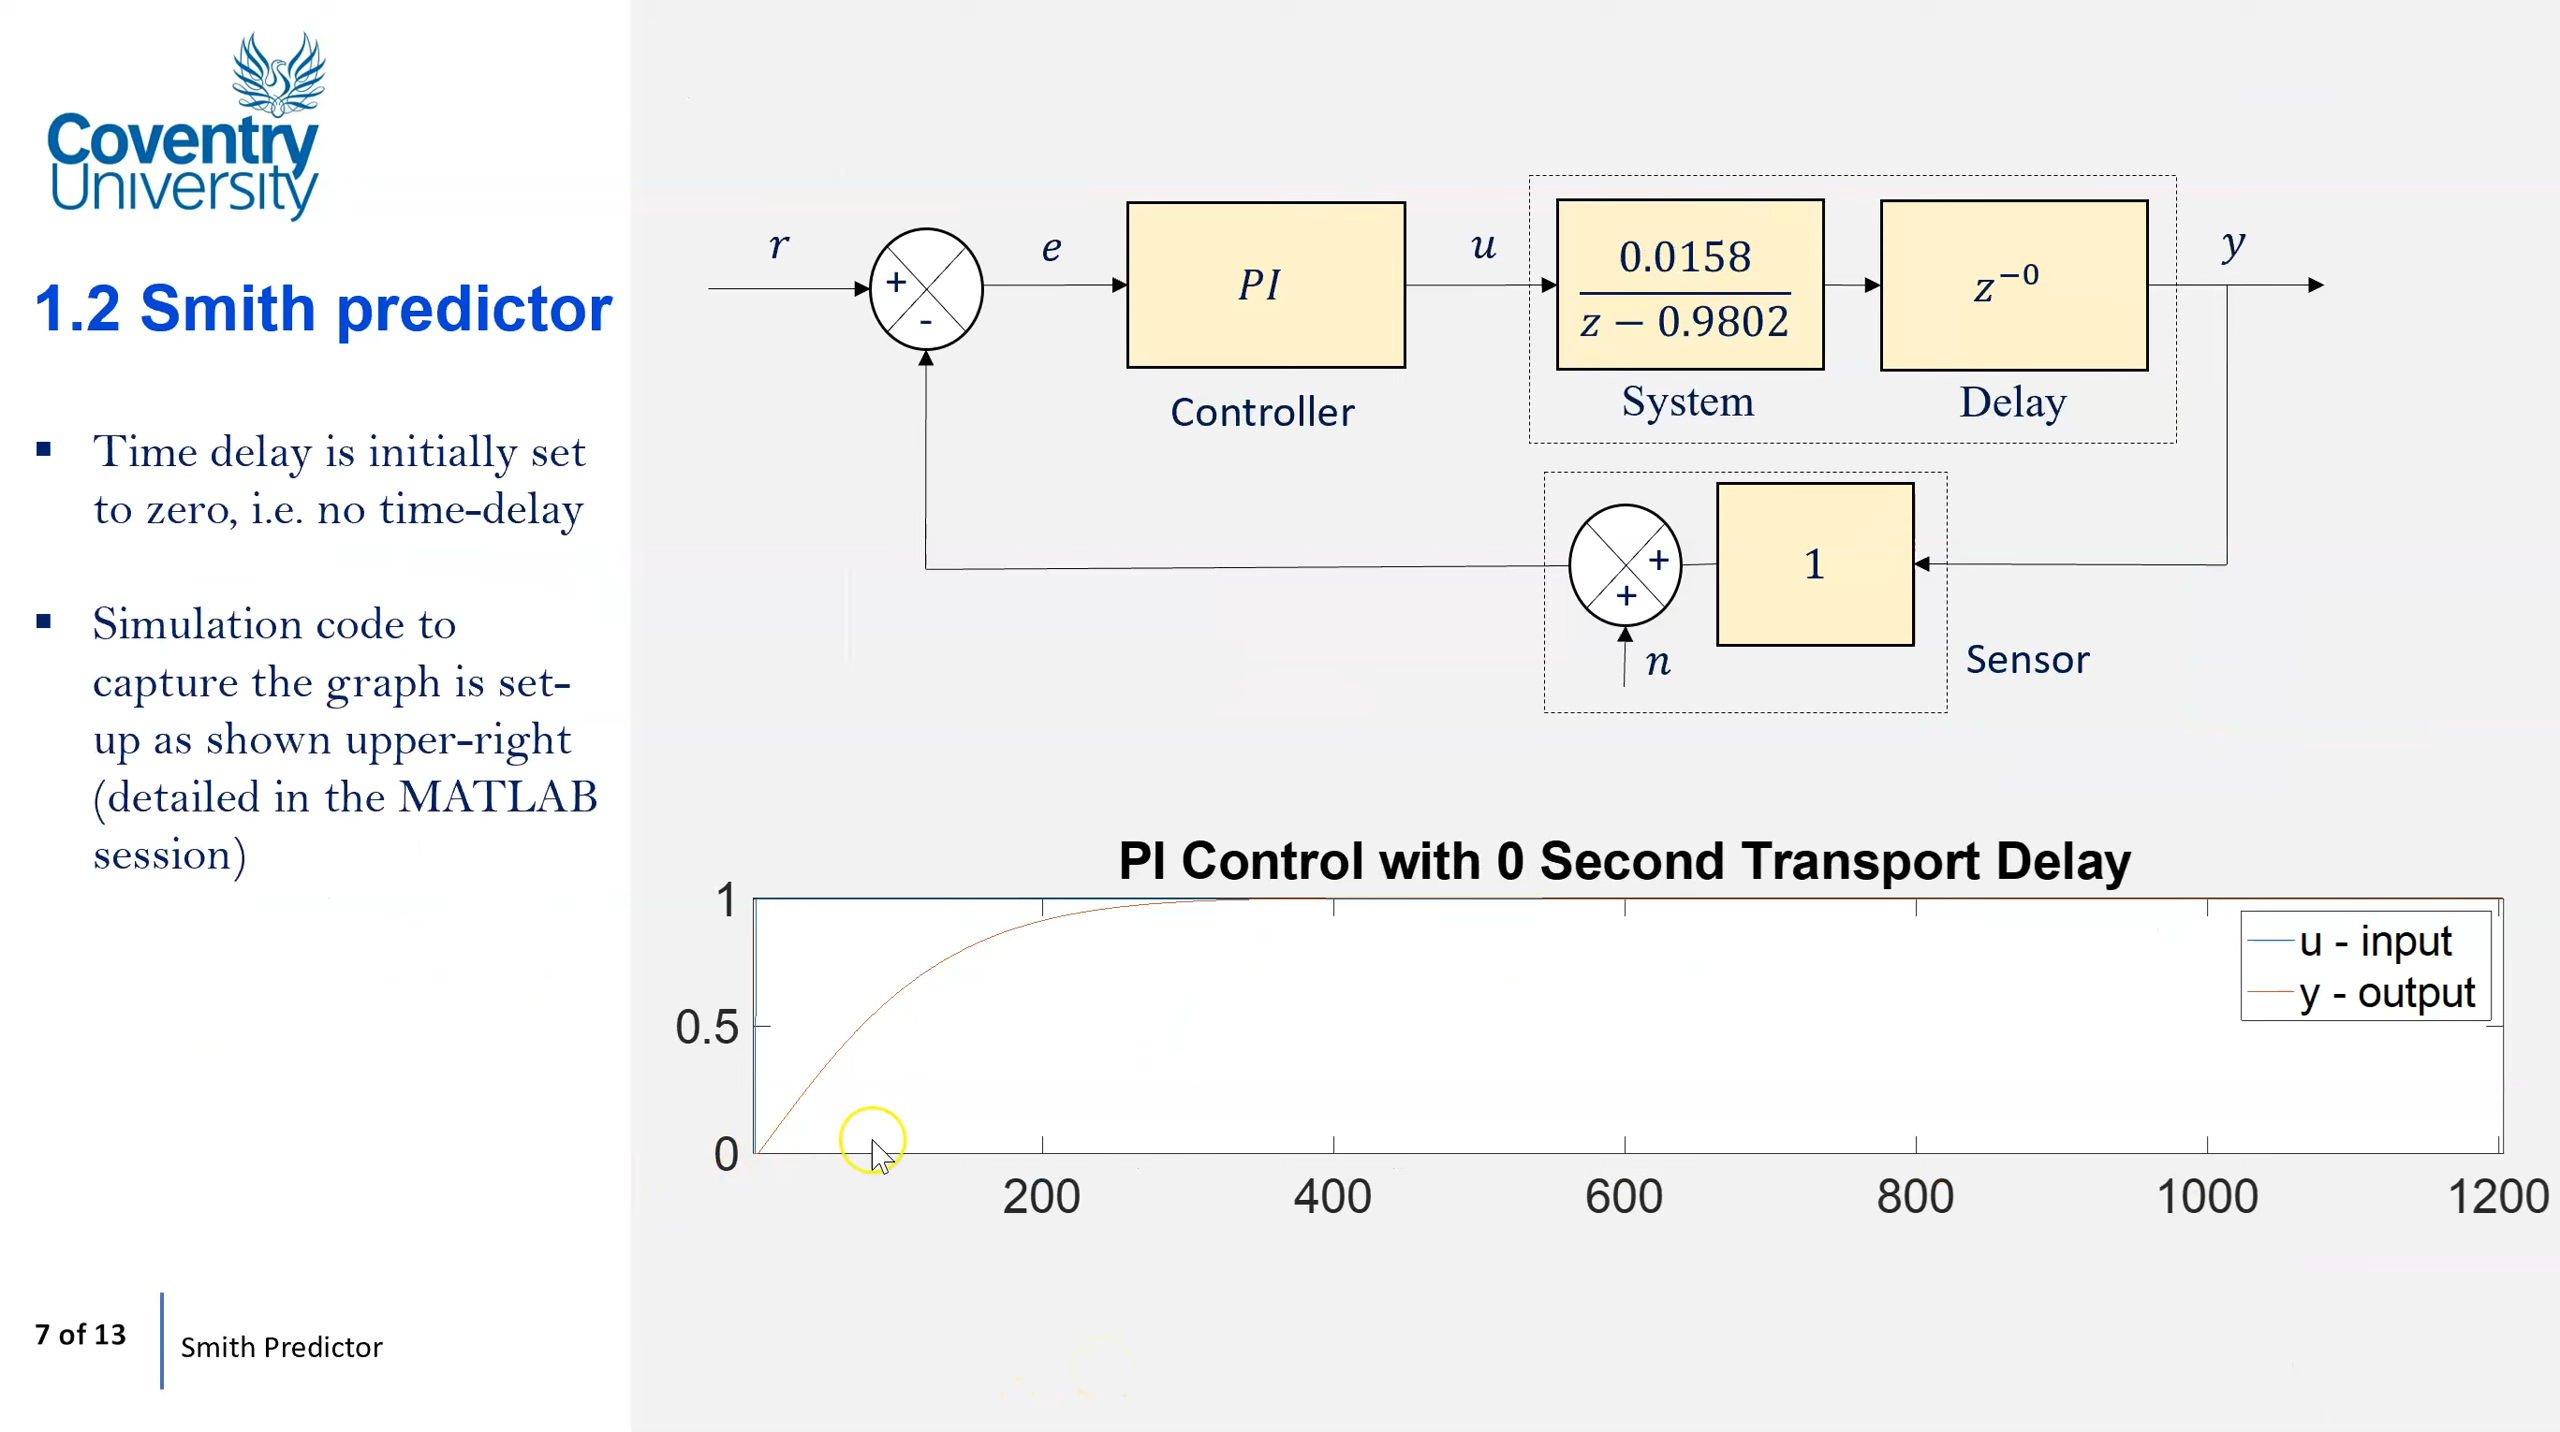 Coventry
University
1.2 Smith predictor
▪ Time delay is initially set
to zero, i.e. no time-delay
▪ Simulation code to
capture the graph is set-
up as shown upper-right
(detailed in the MATLAB
session)
7 of 13
Smith Predictor
r
+
-
e
PI
Controller
u
0.0158
z − 0.9802
System
z⁻⁰
Delay
y
+
+
n
1
Sensor
PI Control with 0 Second Transport Delay
1
0.5
0
u - input
y - output
200 400 600 800 1000 1200